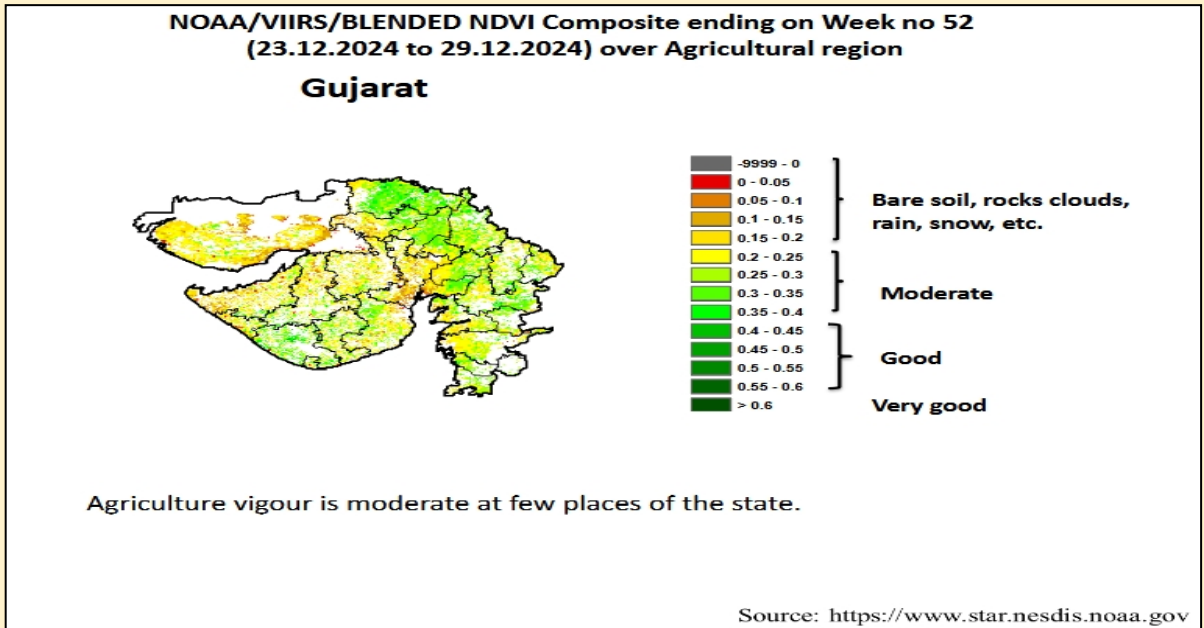 NOAA/VIIRS/BLENDED NDVI Composite ending on Week no 52
(23.12.2024 to 29.12.2024) over Agricultural region
Gujarat
-9999 - 0
0 - 0.05
0.05 - 0.1
0.1 - 0.15
0.15 - 0.2
0.2 - 0.25
0.25 - 0.3
0.3 - 0.35
0.35 - 0.4
0.4 - 0.45
0.45 - 0.5
0.5 - 0.55
0.55 - 0.6
> 0.6
Bare soil, rocks clouds,
rain, snow, etc.
Moderate
Good
Very good
Agriculture vigour is moderate at few places of the state.
Source: https://www.star.nesdis.noaa.gov